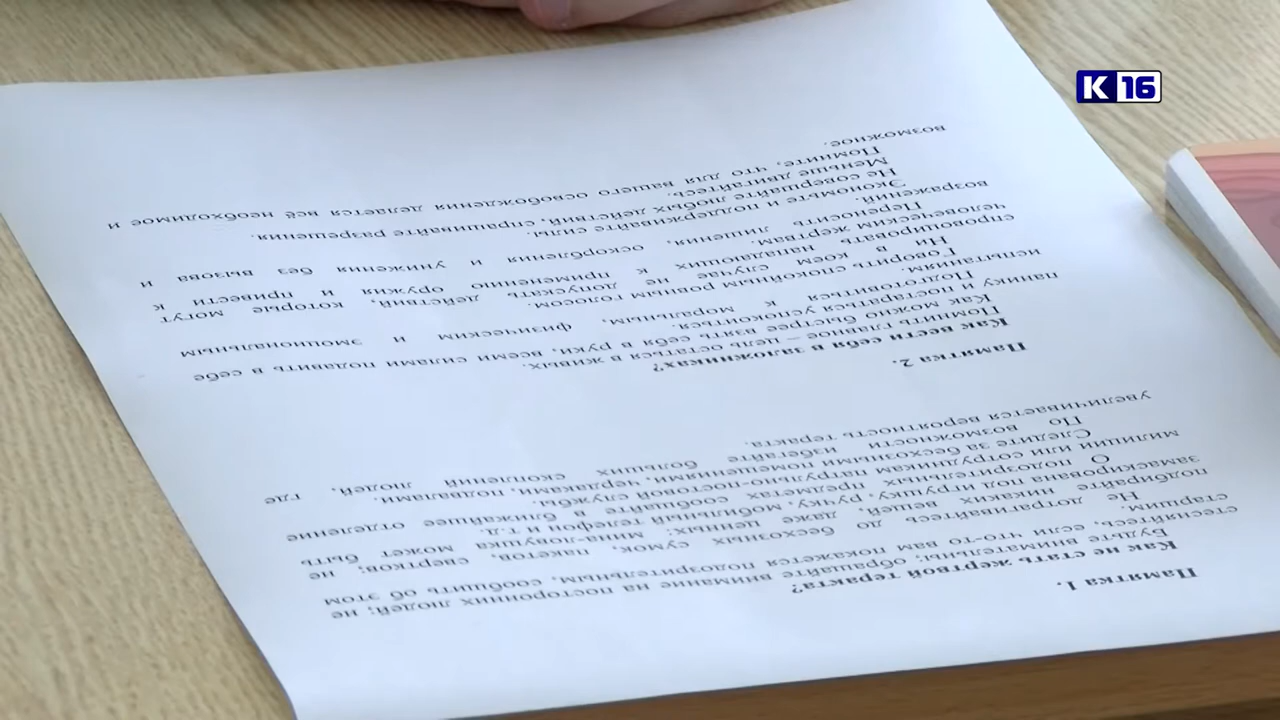 К 16
Памятка 1.
Как не стать жертвой теракта?
Будьте внимательны; обращайте внимание на посторонних людей; не
стесняйтесь, если что-то вам покажется подозрительным, сообщить об этом
старшим.
Не дотрагивайтесь до бесхозных сумок, пакетов, свертков; не
подбирайте никаких вещей, даже ценных: мина-ловушка может быть
замаскирована под игрушку, ручку, мобильный телефон и т.д.
О подозрительных предметах сообщайте в ближайшее отделение
милиции или сотрудникам патрульно-постовой службы.
Следите за бесхозными помещениями, чердаками, подвалами.
По возможности избегайте больших скоплений людей, где
увеличивается вероятность теракта.
Памятка 2.
Как вести себя в заложниках?
Помнить главное – цель остаться в живых.
Как можно быстрее взять себя в руки, всеми силами подавить в себе
панику и постараться успокоиться.
Подготовиться к моральным, физическим и эмоциональным
испытаниям.
Говорить спокойным ровным голосом.
Ни в коем случае не допускать действий, которые могут
спровоцировать нападающих к применению оружия и привести к
человеческим жертвам.
Переносить лишения, оскорбления и унижения без вызова и
возражений.
Экономьте и поддерживайте силы.
Не совершайте любых действий, спрашивайте разрешения.
Меньше двигайтесь.
Помните, что для вашего освобождения делается всё необходимое и
возможное.